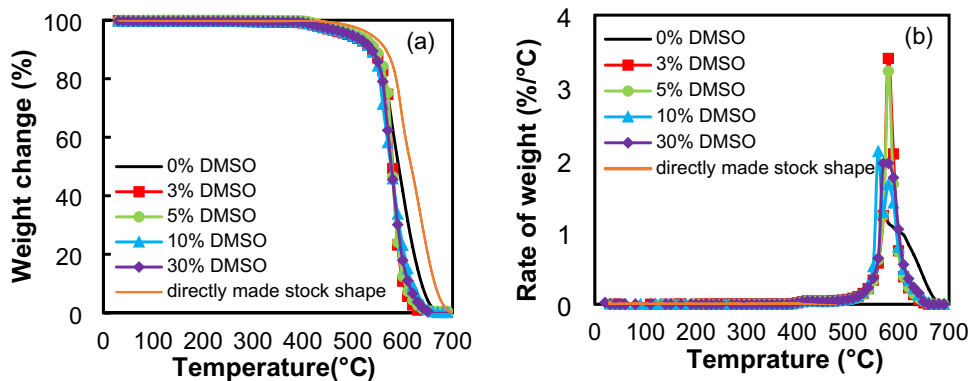 (a)
100
80
60
40
20
0
Weight change (%)
0% DMSO
3% DMSO
5% DMSO
10% DMSO
30% DMSO
directly made stock shape
0 100 200 300 400 500 600 700
Temperature(°C)
(b)
4
3
2
2
1
0
Rate of weight (%/°C)
0% DMSO
3% DMSO
5% DMSO
10% DMSO
30% DMSO
directly made stock shape
0 100 200 300 400 500 600 700
Temprature (°C)